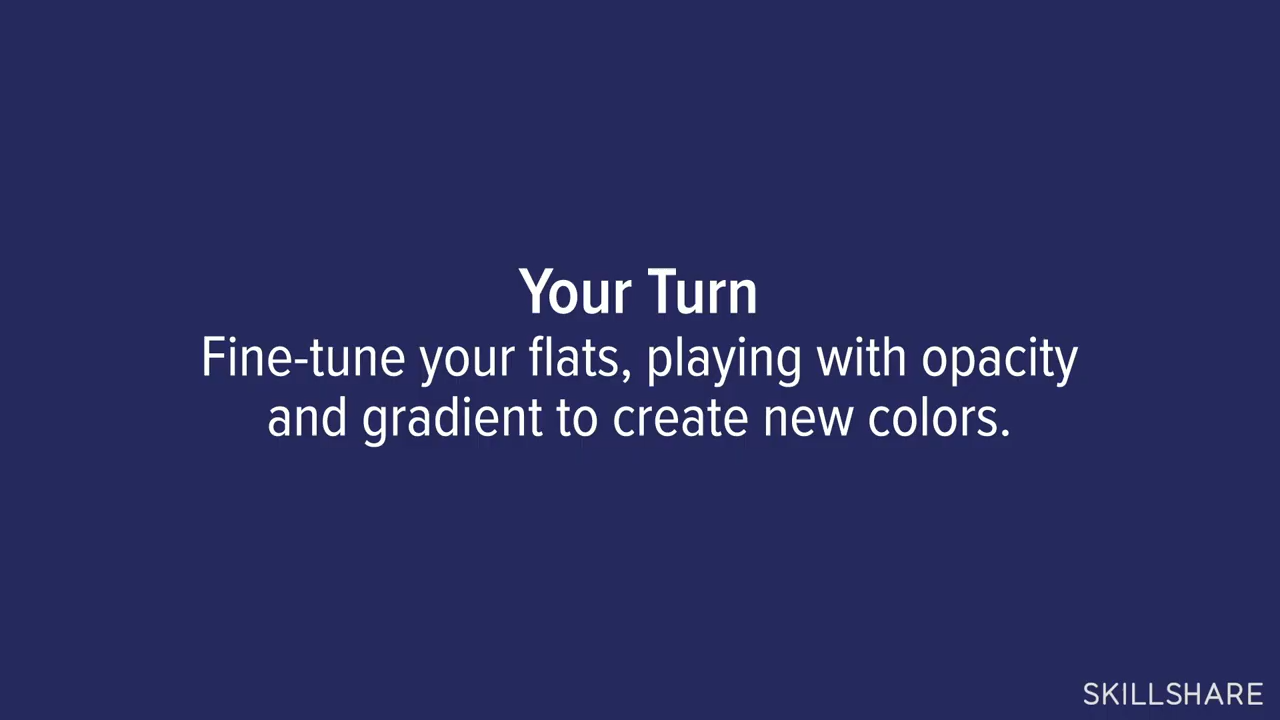 Your Turn
Fine-tune your flats, playing with opacity
and gradient to create new colors.
SKILLSHARE